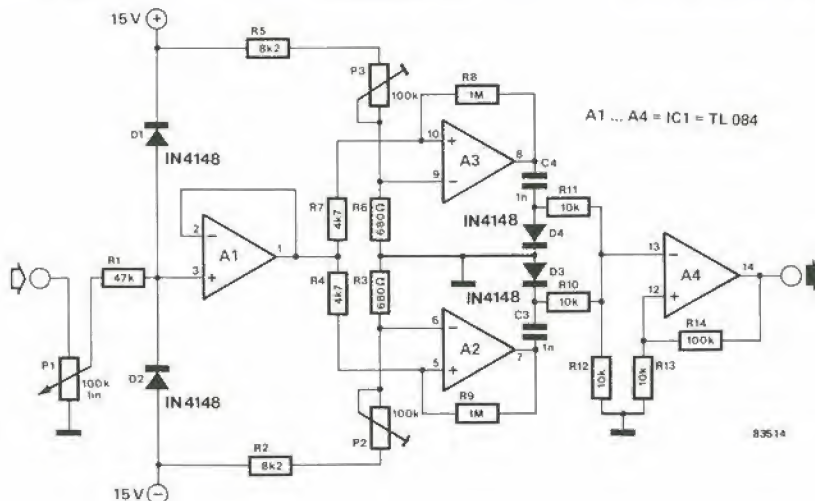 15 V +
R5
8k2
P3
100k
R8
1M
A1 ... A4 = IC1 = TL 084
D1
IN4148
10
+
A3
8
9
−
C4
1n
R11
10k
R7
4k7
R6
680Ω
IN4148
D4
2
−
A1
1
3
+
R1
47k
13
−
A4
14
12
+
R4
4k7
R3
680Ω
D3
IN4148
R10
10k
C3
1n
6
−
A2
7
5
+
R14
100k
P1
100k
lin
D2
IN4148
R12
10k
R13
10k
100k
P2
R9
1M
R2
8k2
83514
15 V −